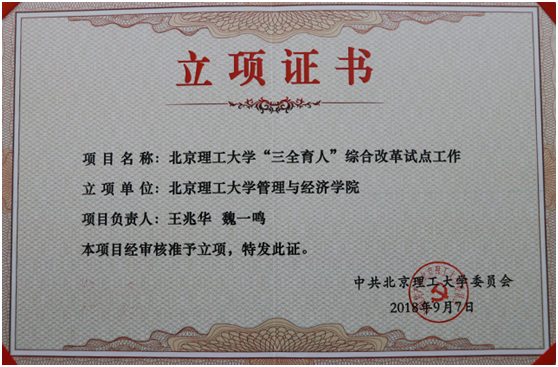 立项证书
项目名称：北京理工大学“三全育人”综合改革试点工作
立项单位：北京理工大学管理与经济学院
项目负责人：王兆华 魏一鸣
本项目经审核准予立项，特发此证。
中共北京理工大学委员会
2018年9月7日